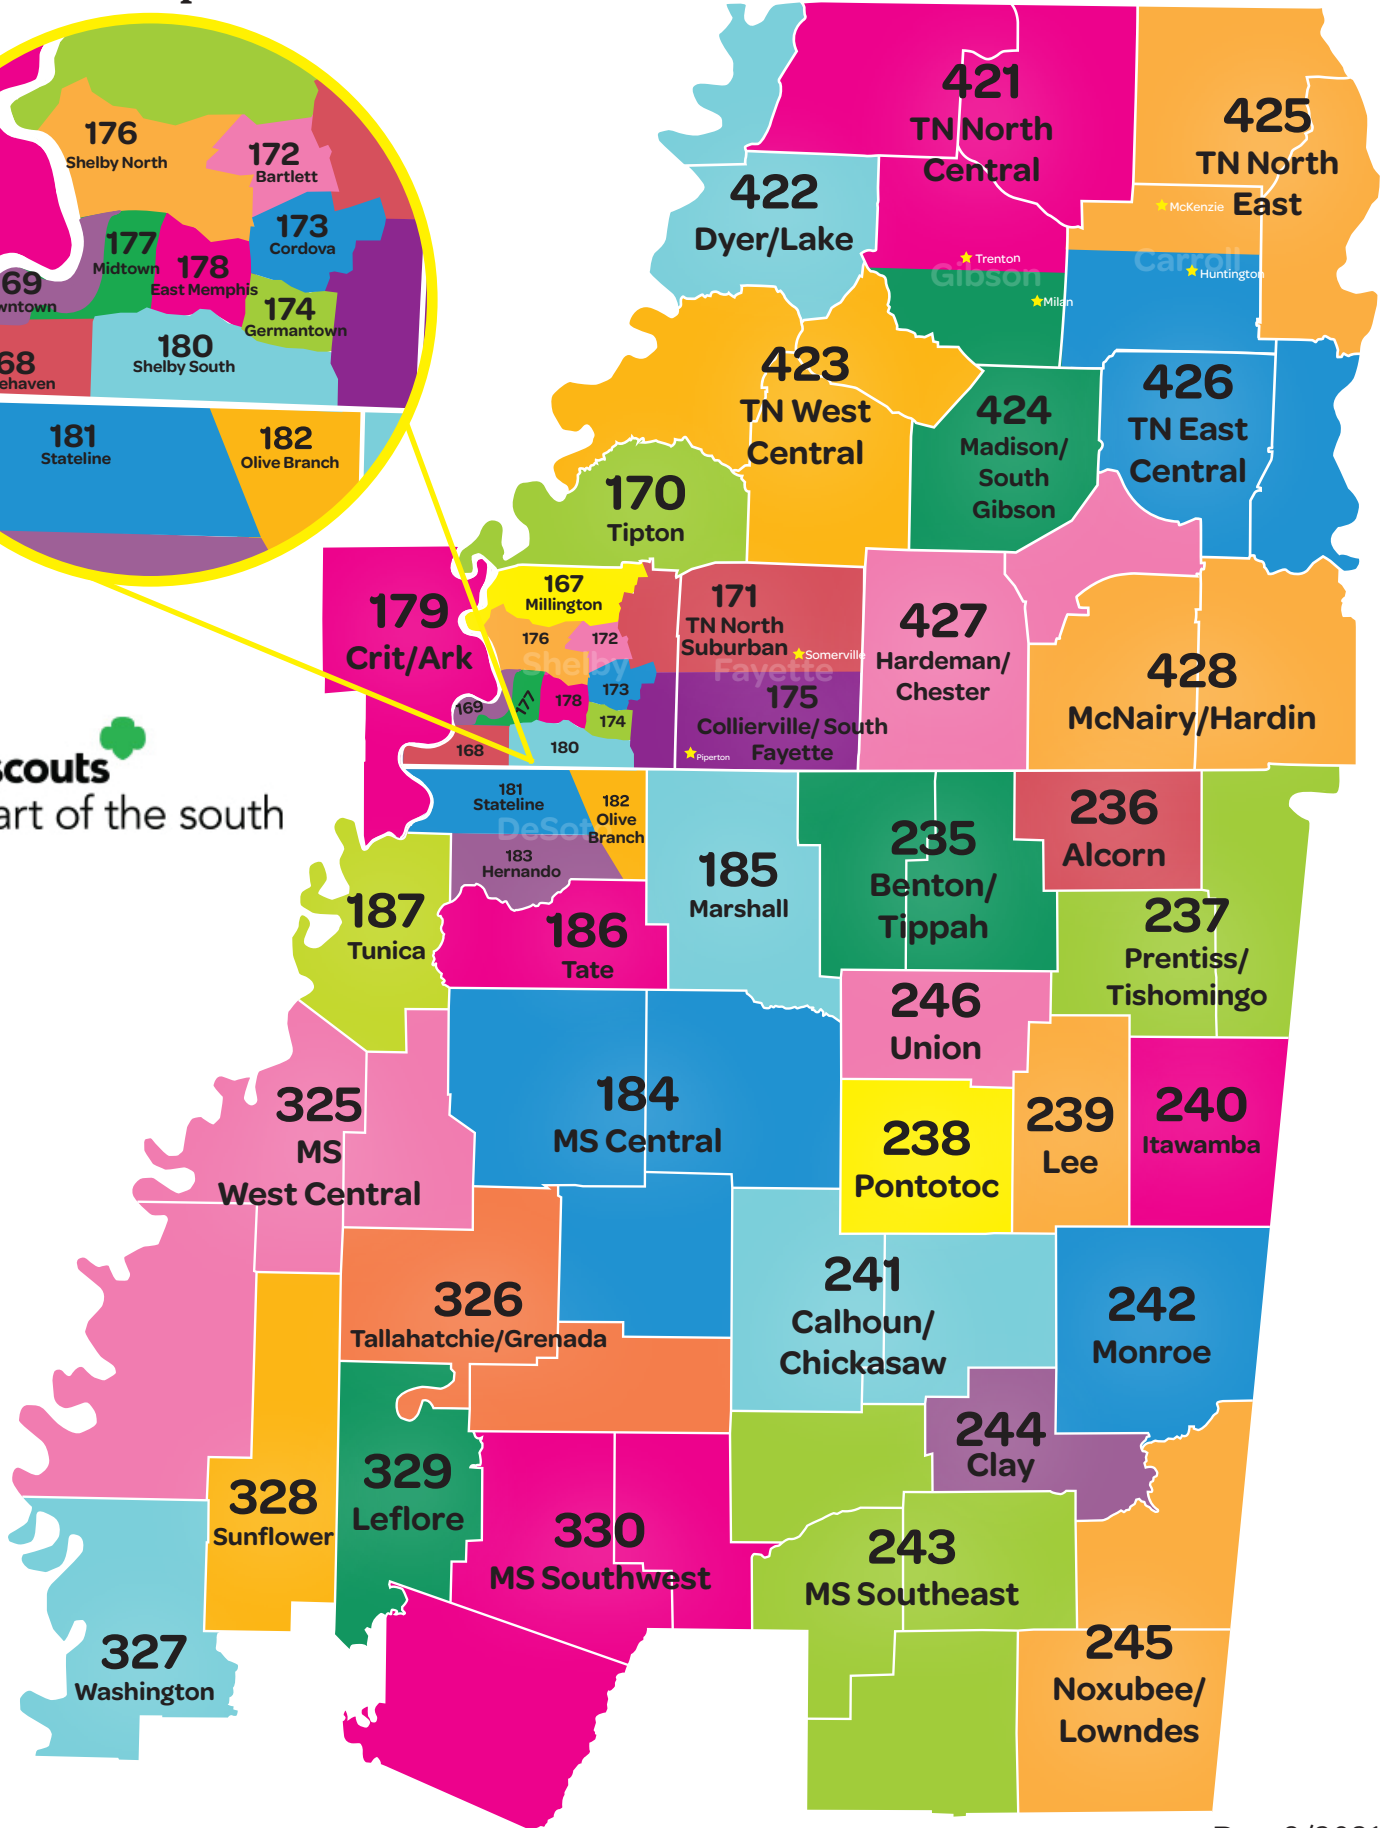 176
Shelby North
172
Bartlett
177
Midtown
178
East Memphis
173
Cordova
69
wntown
174
Germantown
180
Shelby South
68
ehaven
181
Stateline
182
Olive Branch
scouts
art of the south
421
TN North
Central
425
TN North
East
McKenzie
422
Dyer/Lake
Trenton
Gibson
Milan
Carroll
Huntington
423
TN West
Central
424
Madison/
South
Gibson
426
TN East
Central
170
Tipton
179
Crit/Ark
167
Millington
176
172
Shelby
173
177
178
169
174
168
180
171
TN North
Suburban
Somerville
Fayette
175
Collierville/ South
Fayette
Piperton
427
Hardeman/
Chester
428
McNairy/Hardin
181
Stateline
182
Olive
Branch
DeSoto
183
Hernando
185
Marshall
235
Benton/
Tippah
236
Alcorn
237
Prentiss/
Tishomingo
187
Tunica
186
Tate
246
Union
325
MS
West Central
184
MS Central
238
Pontotoc
239
Lee
240
Itawamba
326
Tallahatchie/Grenada
241
Calhoun/
Chickasaw
242
Monroe
244
Clay
328
Sunflower
329
Leflore
330
MS Southwest
243
MS Southeast
327
Washington
245
Noxubee/
Lowndes